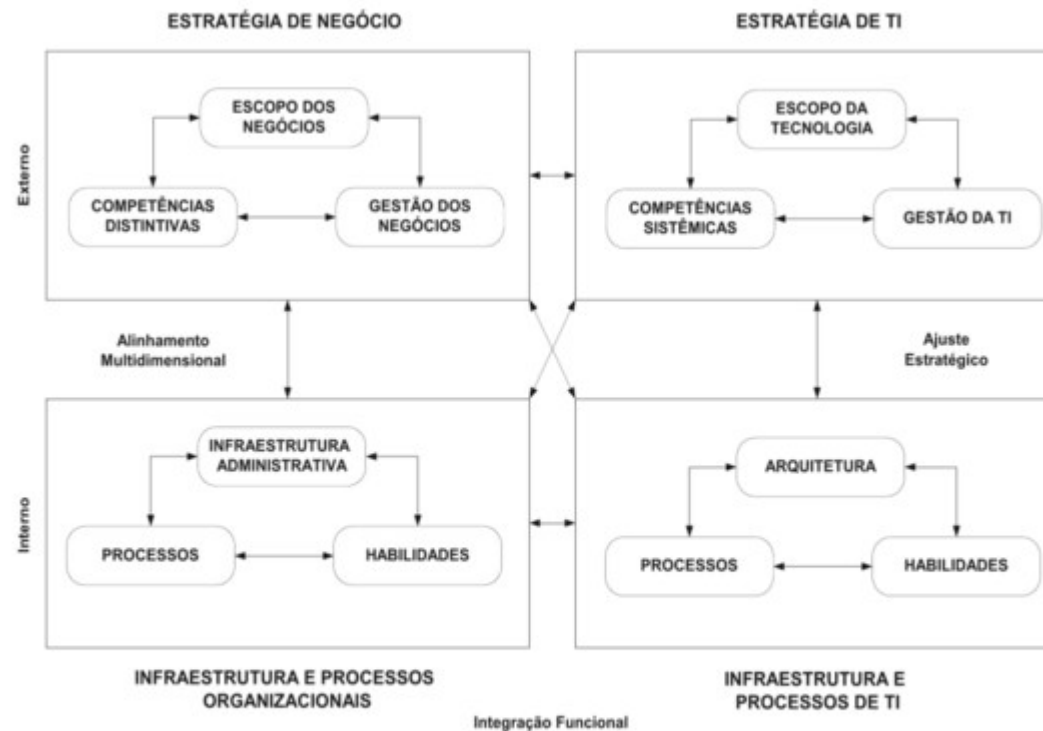 ESTRATÉGIA DE NEGÓCIO
ESTRATÉGIA DE TI
Externo
ESCOPO DOS
NEGÓCIOS
COMPETÊNCIAS
DISTINTIVAS
GESTÃO DOS
NEGÓCIOS
ESCOPO DA
TECNOLOGIA
COMPETÊNCIAS
SISTÊMICAS
GESTÃO DA TI
Alinhamento
Multidimensional
Ajuste
Estratégico
Interno
INFRAESTRUTURA
ADMINISTRATIVA
PROCESSOS
HABILIDADES
ARQUITETURA
PROCESSOS
HABILIDADES
INFRAESTRUTURA E PROCESSOS
ORGANIZACIONAIS
INFRAESTRUTURA E
PROCESSOS DE TI
Integração Funcional